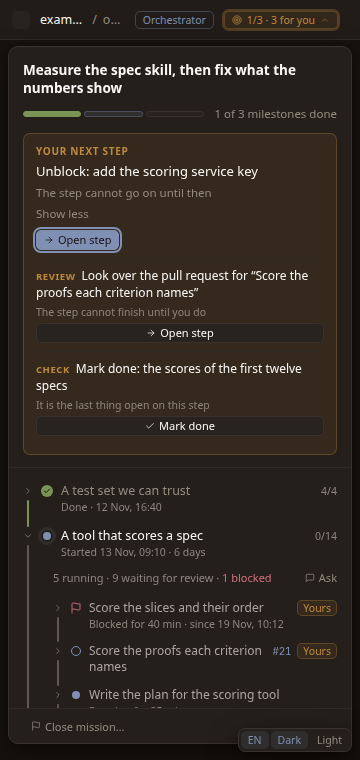 exam... / o... Orchestrator 1/3 · 3 for you
Measure the spec skill, then fix what the
numbers show
1 of 3 milestones done
YOUR NEXT STEP
Unblock: add the scoring service key
The step cannot go on until then
Show less
Open step
REVIEW Look over the pull request for “Score the
proofs each criterion names”
The step cannot finish until you do
Open step
CHECK Mark done: the scores of the first twelve
specs
It is the last thing open on this step
Mark done
A test set we can trust 4/4
Done · 12 Nov, 16:40
A tool that scores a spec 0/14
Started 13 Nov, 09:10 · 6 days
5 running · 9 waiting for review · 1 blocked Ask
Score the slices and their order Yours
Blocked for 40 min · since 19 Nov, 10:12
Score the proofs each criterion #21 Yours
names
Write the plan for the scoring tool
Close mission...
EN Dark Light